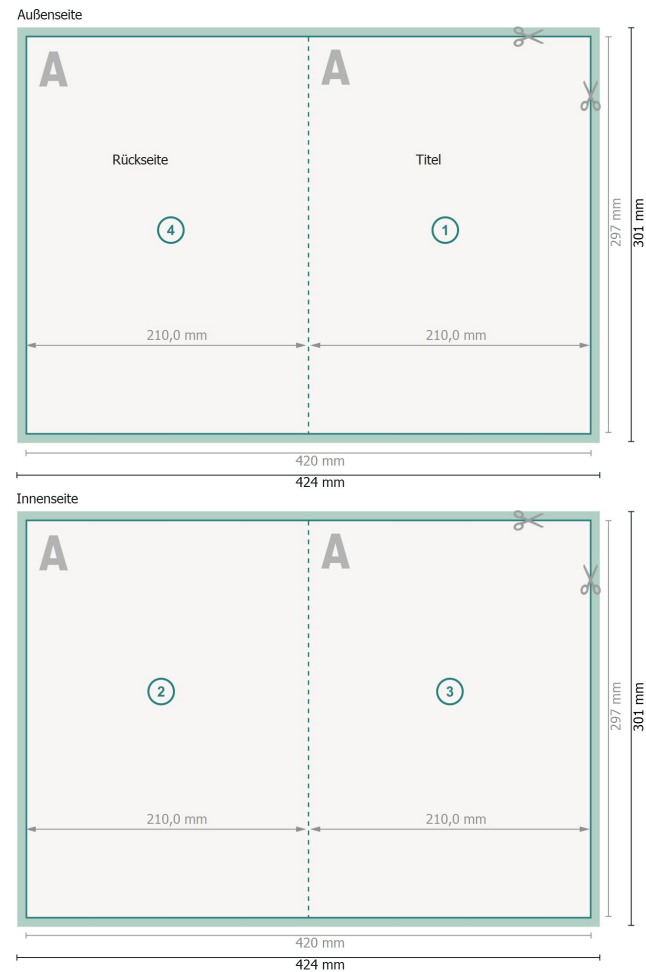 Außenseite
A
A
Rückseite
Titel
4
1
210,0 mm
210,0 mm
297 mm
301 mm
420 mm
424 mm
Innenseite
A
A
2
3
210,0 mm
210,0 mm
297 mm
301 mm
420 mm
424 mm